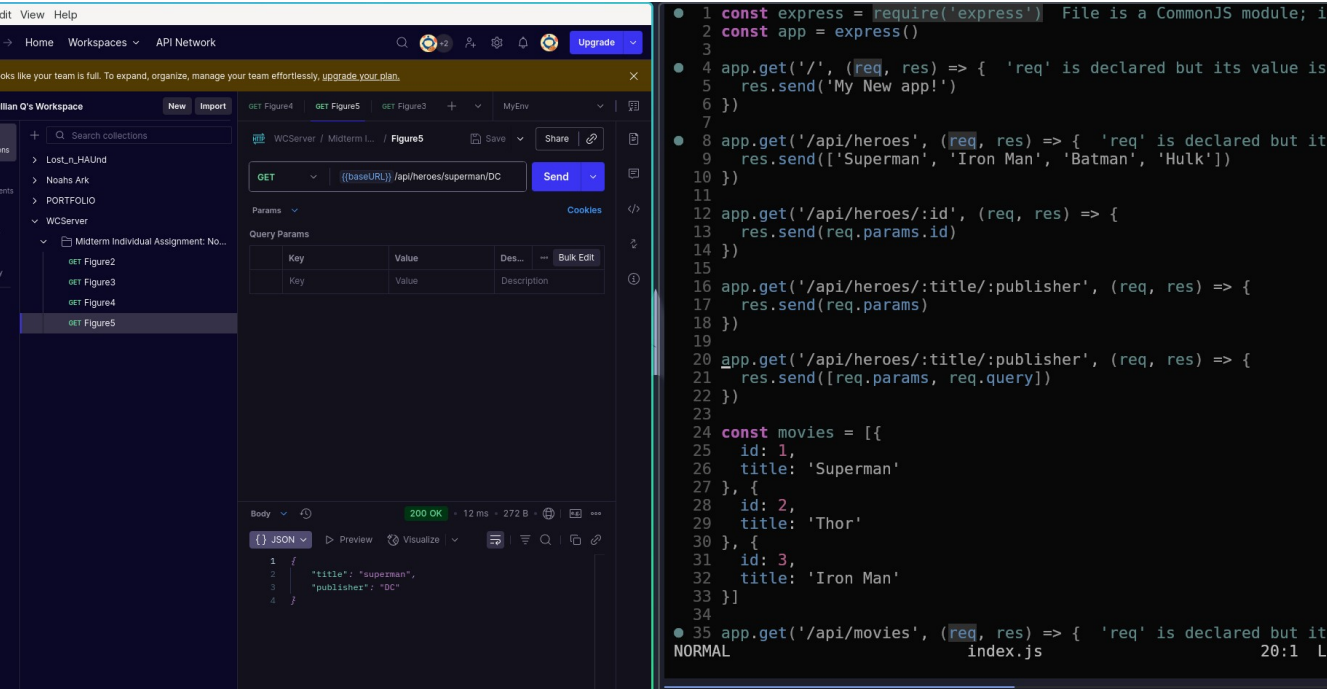 dit View Help
Home Workspaces API Network +2 Upgrade
oks like your team is full. To expand, organize, manage your team effortlessly, upgrade your plan.
llian Q's Workspace New Import
GET Figure4 GET Figure5 GET Figure3 MyEnv
Search collections
Lost_n_HAUnd
Noahs Ark
PORTFOLIO
WCServer
Midterm Individual Assignment: No...
GET Figure2
GET Figure3
GET Figure4
GET Figure5
ons
ents
y
WCServer / Midterm I... / Figure5 Save Share
GET {{baseURL}} /api/heroes/superman/DC Send
Params Cookies
Query Params
Key Value Des... Bulk Edit
Key Value Description
Body 200 OK 12 ms 272 B
{} JSON Preview Visualize
1 {
2 "title": "superman",
3 "publisher": "DC"
4 }
1 const express = require('express') File is a CommonJS module; i
2 const app = express()
3
4 app.get('/', (req, res) => { 'req' is declared but its value is
5 res.send('My New app!')
6 })
7
8 app.get('/api/heroes', (req, res) => { 'req' is declared but it
9 res.send(['Superman', 'Iron Man', 'Batman', 'Hulk'])
10 })
11
12 app.get('/api/heroes/:id', (req, res) => {
13 res.send(req.params.id)
14 })
15
16 app.get('/api/heroes/:title/:publisher', (req, res) => {
17 res.send(req.params)
18 })
19
20 app.get('/api/heroes/:title/:publisher', (req, res) => {
21 res.send([req.params, req.query])
22 })
23
24 const movies = [{
25 id: 1,
26 title: 'Superman'
27 }, {
28 id: 2,
29 title: 'Thor'
30 }, {
31 id: 3,
32 title: 'Iron Man'
33 }]
34
35 app.get('/api/movies', (req, res) => { 'req' is declared but it
NORMAL index.js 20:1 L